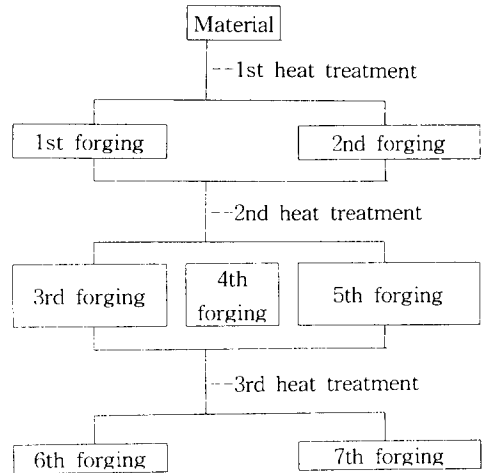 Material
--1st heat treatment
1st forging
2nd forging
--2nd heat treatment
3rd forging
4th
forging
5th forging
--3rd heat treatment
6th forging
7th forging